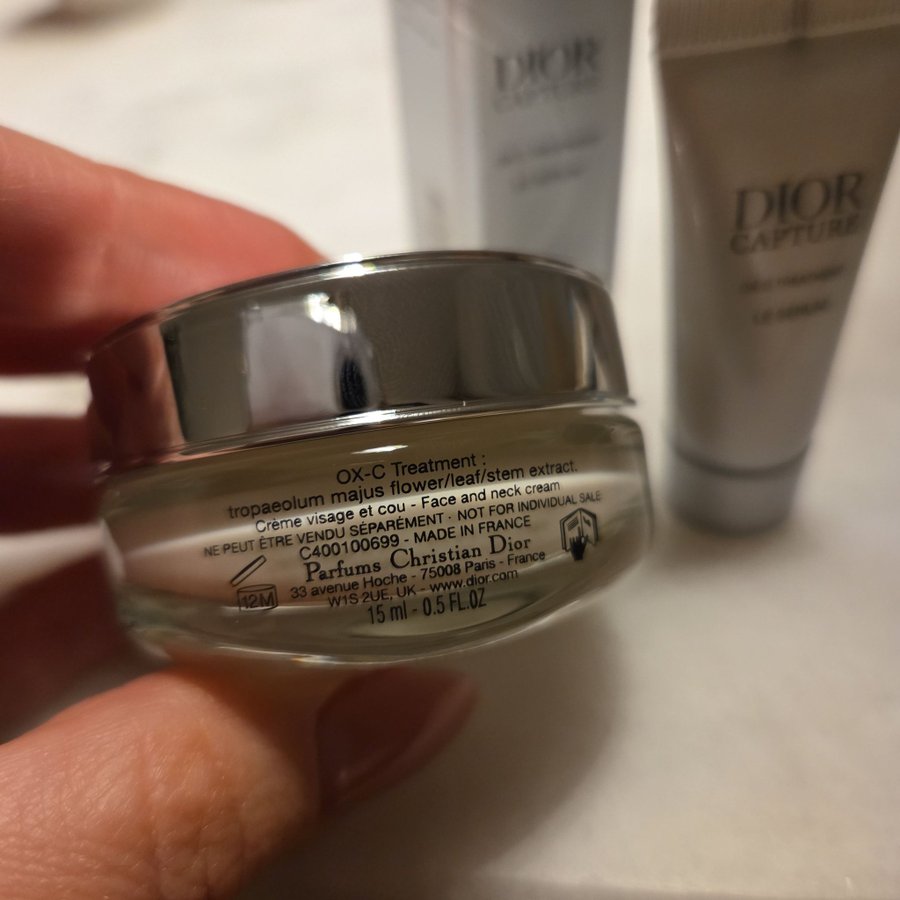 DIOR
CAPTURE
DIOR
CAPTURE
LE SÉRUM
OX-C Treatment :
tropaeolum majus flower/leaf/stem extract.
Crème visage et cou - Face and neck cream
NE PEUT ÊTRE VENDU SÉPARÉMENT · NOT FOR INDIVIDUAL SALE
C400100699 - MADE IN FRANCE
Parfums Christian Dior
33 avenue Hoche - 75008 Paris - France
W1S 2UE, UK - www.dior.com
12M
15 ml - 0.5 FL.OZ